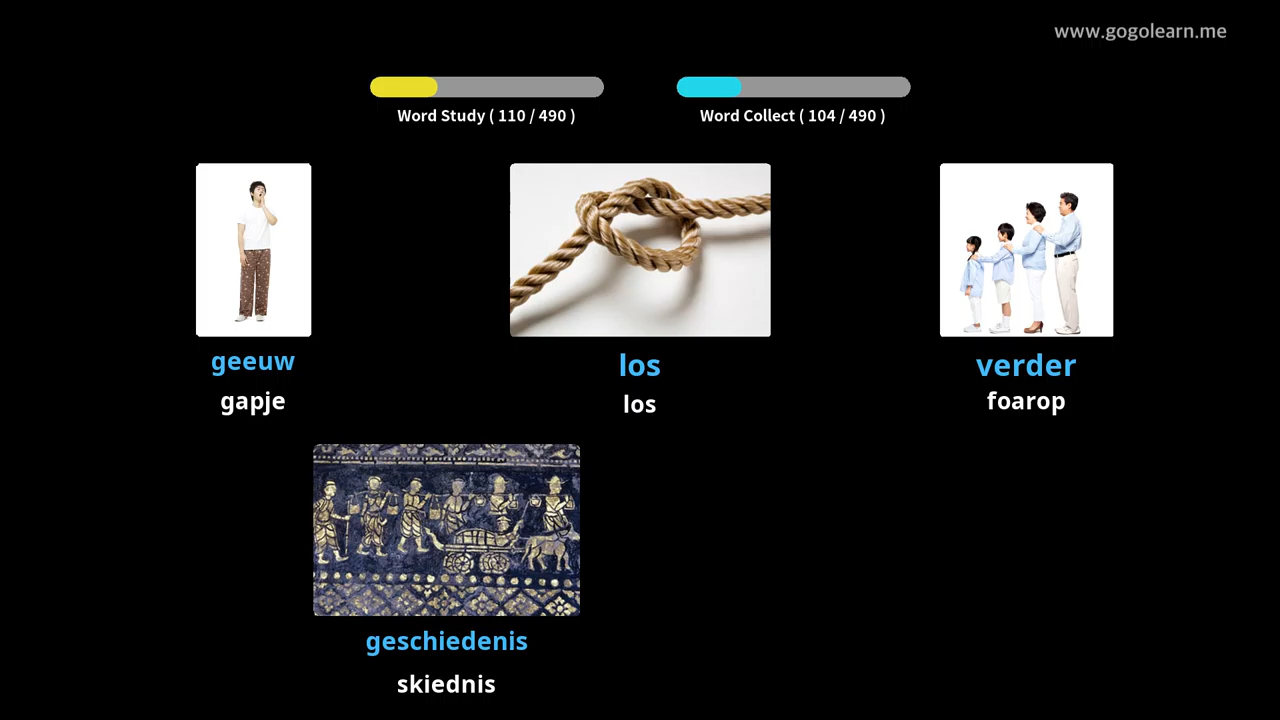 www.gogolearn.me
Word Study ( 110 / 490 )
Word Collect ( 104 / 490 )
geeuw
gapje
los
los
verder
foarop
geschiedenis
skiednis